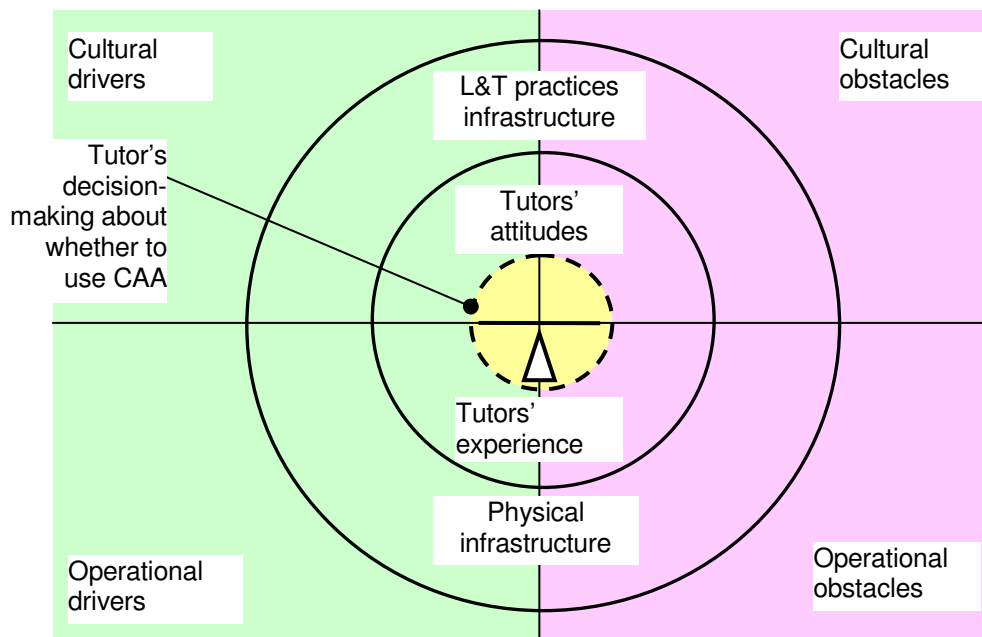 Cultural
drivers
Cultural
obstacles
L&T practices
infrastructure
Tutor's
decision-
making about
whether to
use CAA
Tutors'
attitudes
Tutors'
experience
Physical
infrastructure
Operational
drivers
Operational
obstacles